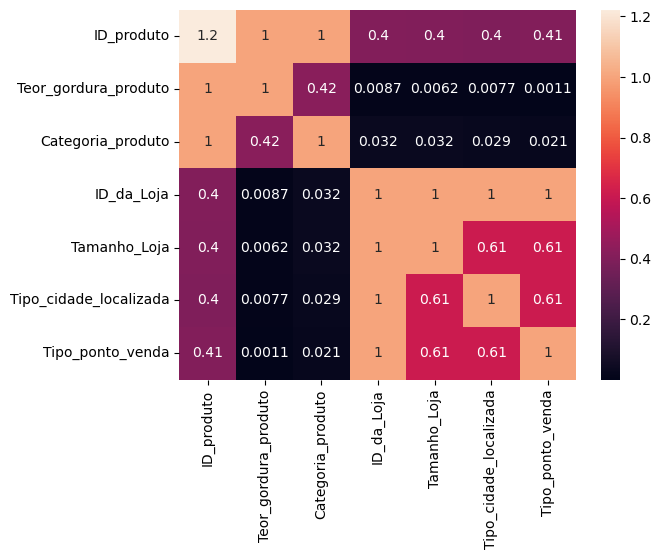 ID_produto 1.2 1 1 0.4 0.4 0.4 0.41
Teor_gordura_produto 1 1 0.42 0.0087 0.0062 0.0077 0.0011
Categoria_produto 1 0.42 1 0.032 0.032 0.029 0.021
ID_da_Loja 0.4 0.0087 0.032 1 1 1 1
Tamanho_Loja 0.4 0.0062 0.032 1 1 0.61 0.61
Tipo_cidade_localizada 0.4 0.0077 0.029 1 0.61 1 0.61
Tipo_ponto_venda 0.41 0.0011 0.021 1 0.61 0.61 1
ID_produto
Teor_gordura_produto
Categoria_produto
ID_da_Loja
Tamanho_Loja
Tipo_cidade_localizada
Tipo_ponto_venda
1.2
1.0
0.8
0.6
0.4
0.2